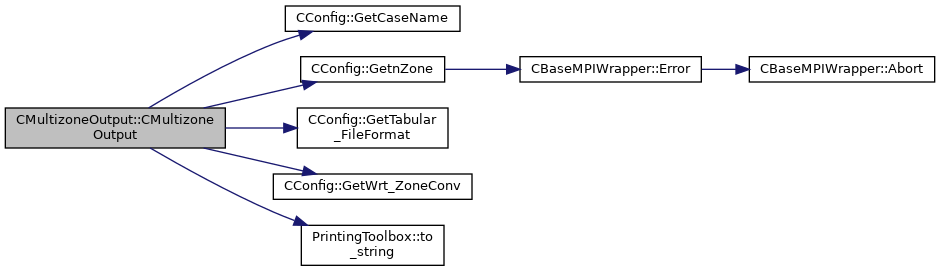 CConfig::GetCaseName
CConfig::GetnZone
CBaseMPIWrapper::Error
CBaseMPIWrapper::Abort
CMultizoneOutput::CMultizone
Output
CConfig::GetTabular
_FileFormat
CConfig::GetWrt_ZoneConv
PrintingToolbox::to
_string